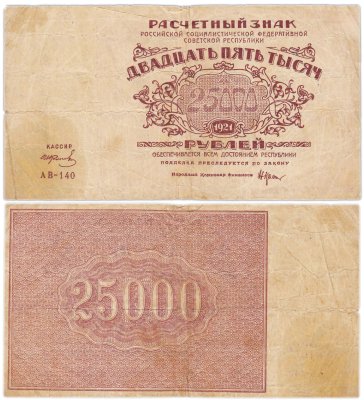 РАСЧЕТНЫЙ ЗНАК
РОССИЙСКОЙ СОЦИАЛИСТИЧЕСКОЙ ФЕДЕРАТИВНОЙ
СОВЕТСКОЙ РЕСПУБЛИКИ
ДВАДЦАТЬ ПЯТЬ ТЫСЯЧ
25000
1921
РУБЛЕЙ
ОБЕСПЕЧИВАЕТСЯ ВСЕМ ДОСТОЯНИЕМ РЕСПУБЛИКИ
ПОДДЕЛКА ПРЕСЛЕДУЕТСЯ ПО ЗАКОНУ
Народный Комиссар Финансов
КАССИР
АВ-140
25000